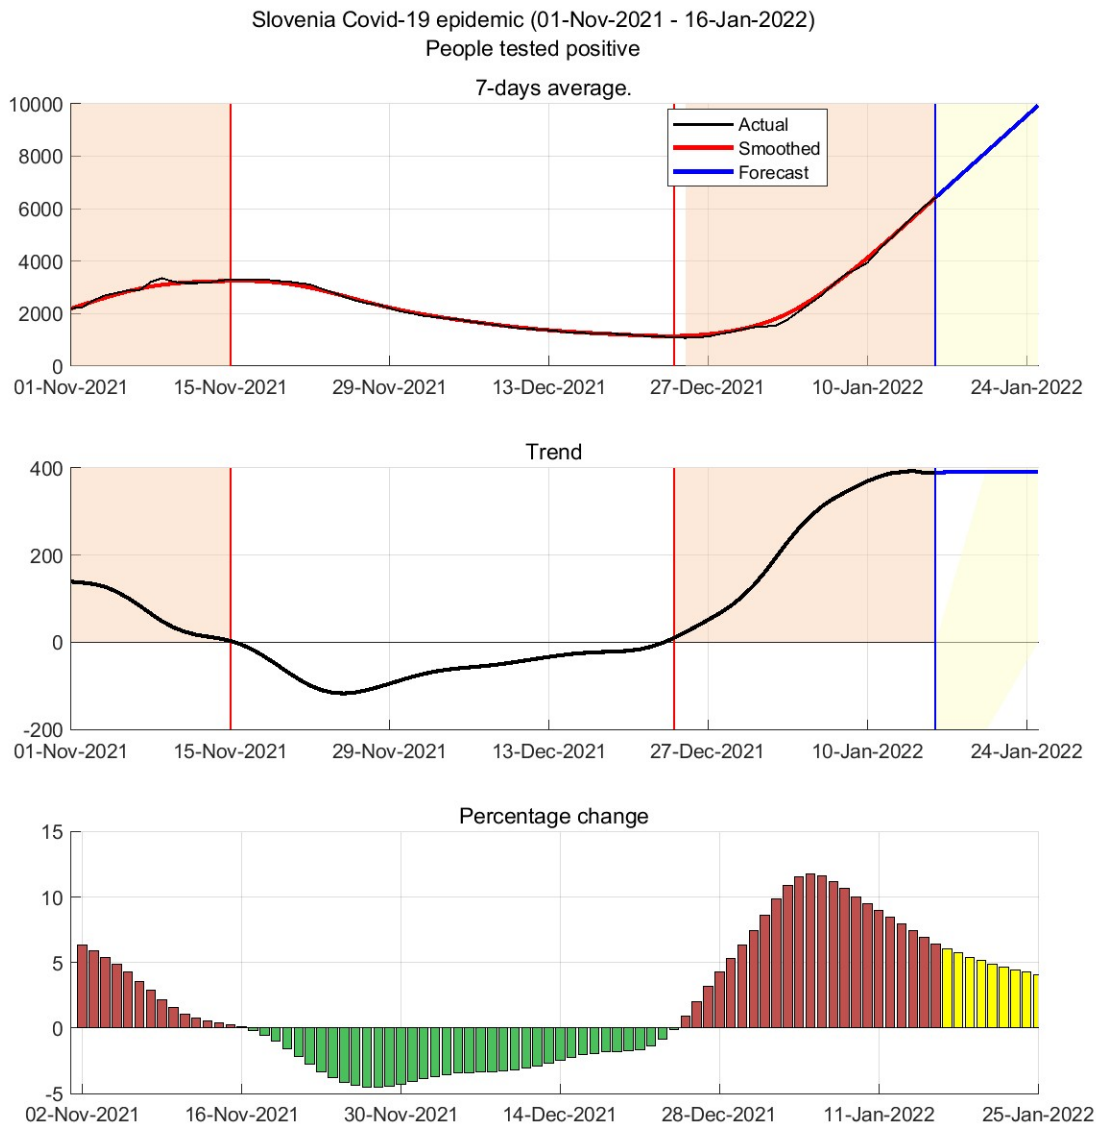 Slovenia Covid-19 epidemic (01-Nov-2021 - 16-Jan-2022)
People tested positive
7-days average.
10000
8000
6000
4000
2000
0
Actual
Smoothed
Forecast
01-Nov-2021 15-Nov-2021 29-Nov-2021 13-Dec-2021 27-Dec-2021 10-Jan-2022 24-Jan-2022
Trend
400
200
0
-200
01-Nov-2021 15-Nov-2021 29-Nov-2021 13-Dec-2021 27-Dec-2021 10-Jan-2022 24-Jan-2022
Percentage change
15
10
5
0
-5
02-Nov-2021 16-Nov-2021 30-Nov-2021 14-Dec-2021 28-Dec-2021 11-Jan-2022 25-Jan-2022